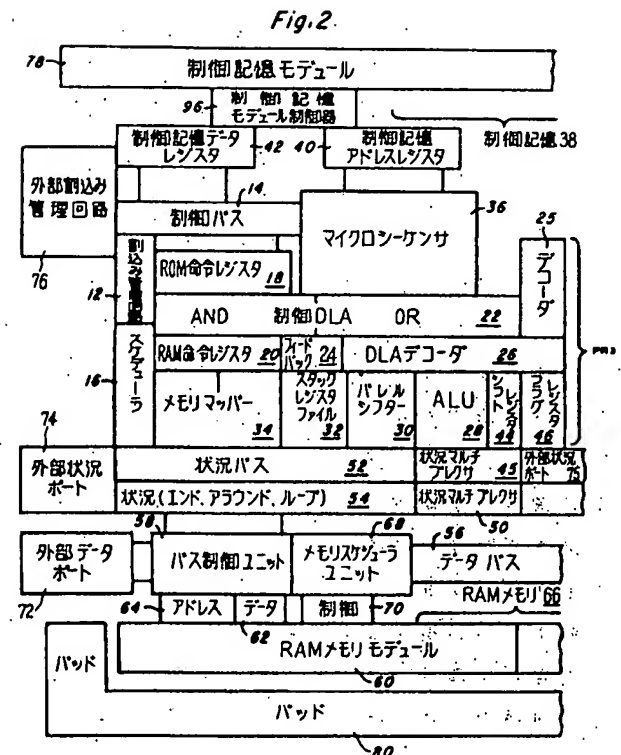 Fig.2
78
制御記憶モジュール
96
制御記憶
モジュール制御器
制御記憶データ
レジスタ
42
40
制御記憶
アドレスレジスタ
制御記憶38
外部割込み
管理回路
76
14
制御バス
36
マイクロシーケンサ
25
デコーダ
12
ROM命令レジスタ 18
AND 制御DLA OR 22
スケデューラ
16
RAM命令レジスタ 20
フィード
バック 24
DLAデコーダ 26
メモリマッパー
34
スタック
レジスタ
ファイル
32
バレル
シフター
30
ALU
28
シフト
レジスタ
44
フラグ
レジスタ
46
74
外部状況
ポート
状況バス 52
状況マルチ
プレクサ 45
外部状況
ポート 75
状況(エンド、アラウンド、ループ) 54
状況マルチプレクサ
50
58
68
56
外部データ
ポート
72
バス制御ユニット
メモリスケジューラ
ユニット
データバス
64
アドレス
データ
62
制御
70
RAMメモリ 66
RAMメモリモジュール
60
パッド
パッド
80